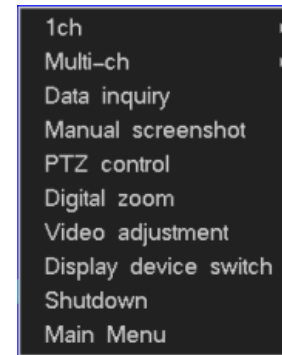 1ch
Multi-ch
Data inquiry
Manual screenshot
PTZ control
Digital zoom
Video adjustment
Display device switch
Shutdown
Main Menu